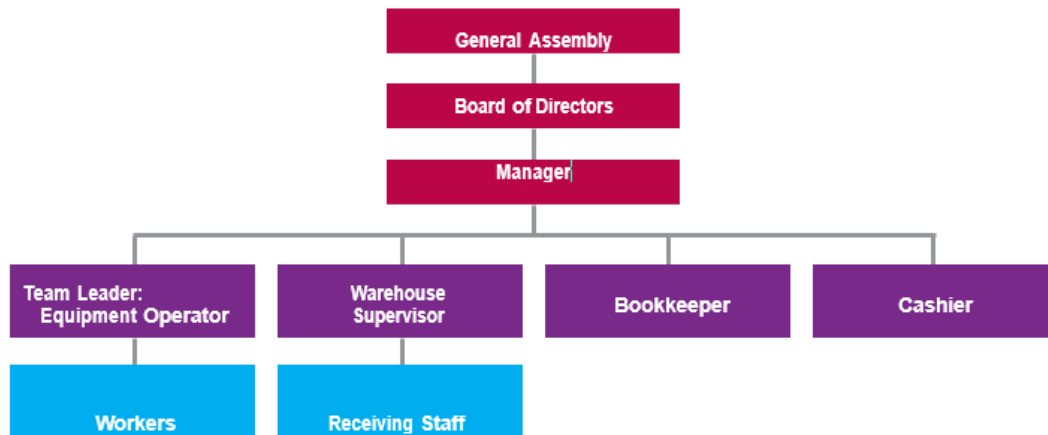 General Assembly
Board of Directors
Manager
Team Leader:
Equipment Operator
Warehouse
Supervisor
Bookkeeper
Cashier
Workers
Receiving Staff